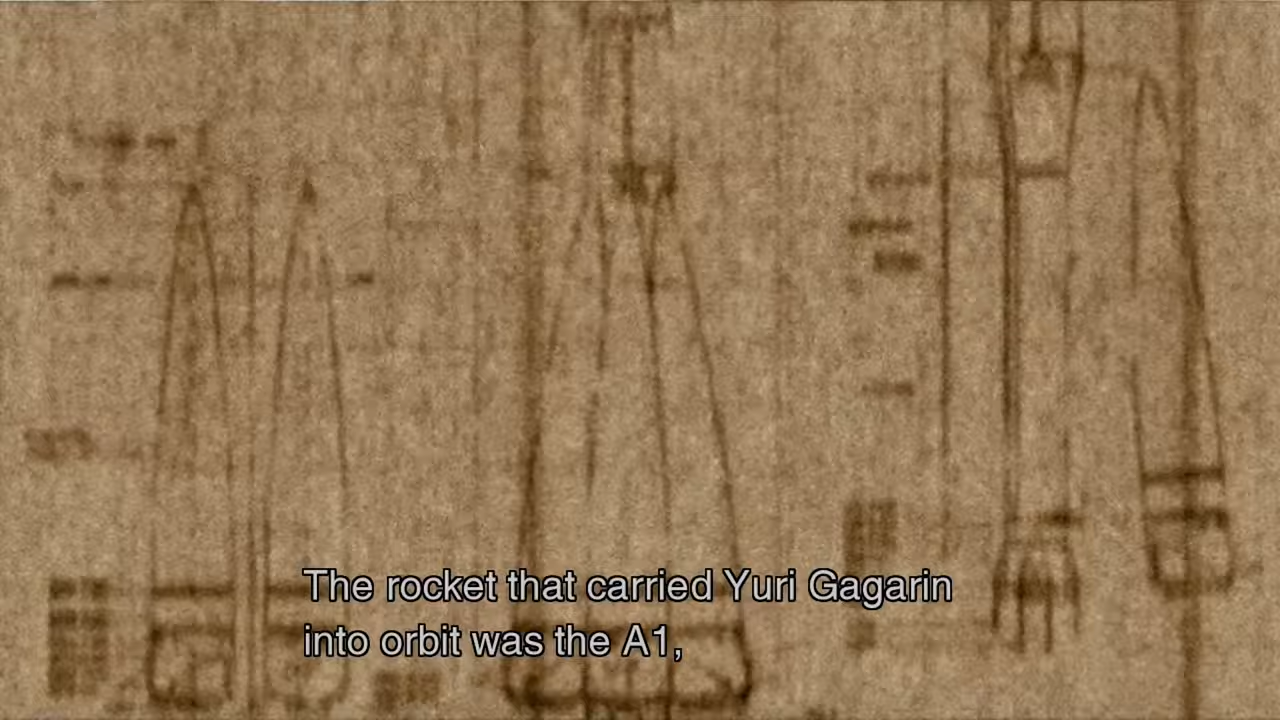 The rocket that carried Yuri Gagarin
into orbit was the A1,